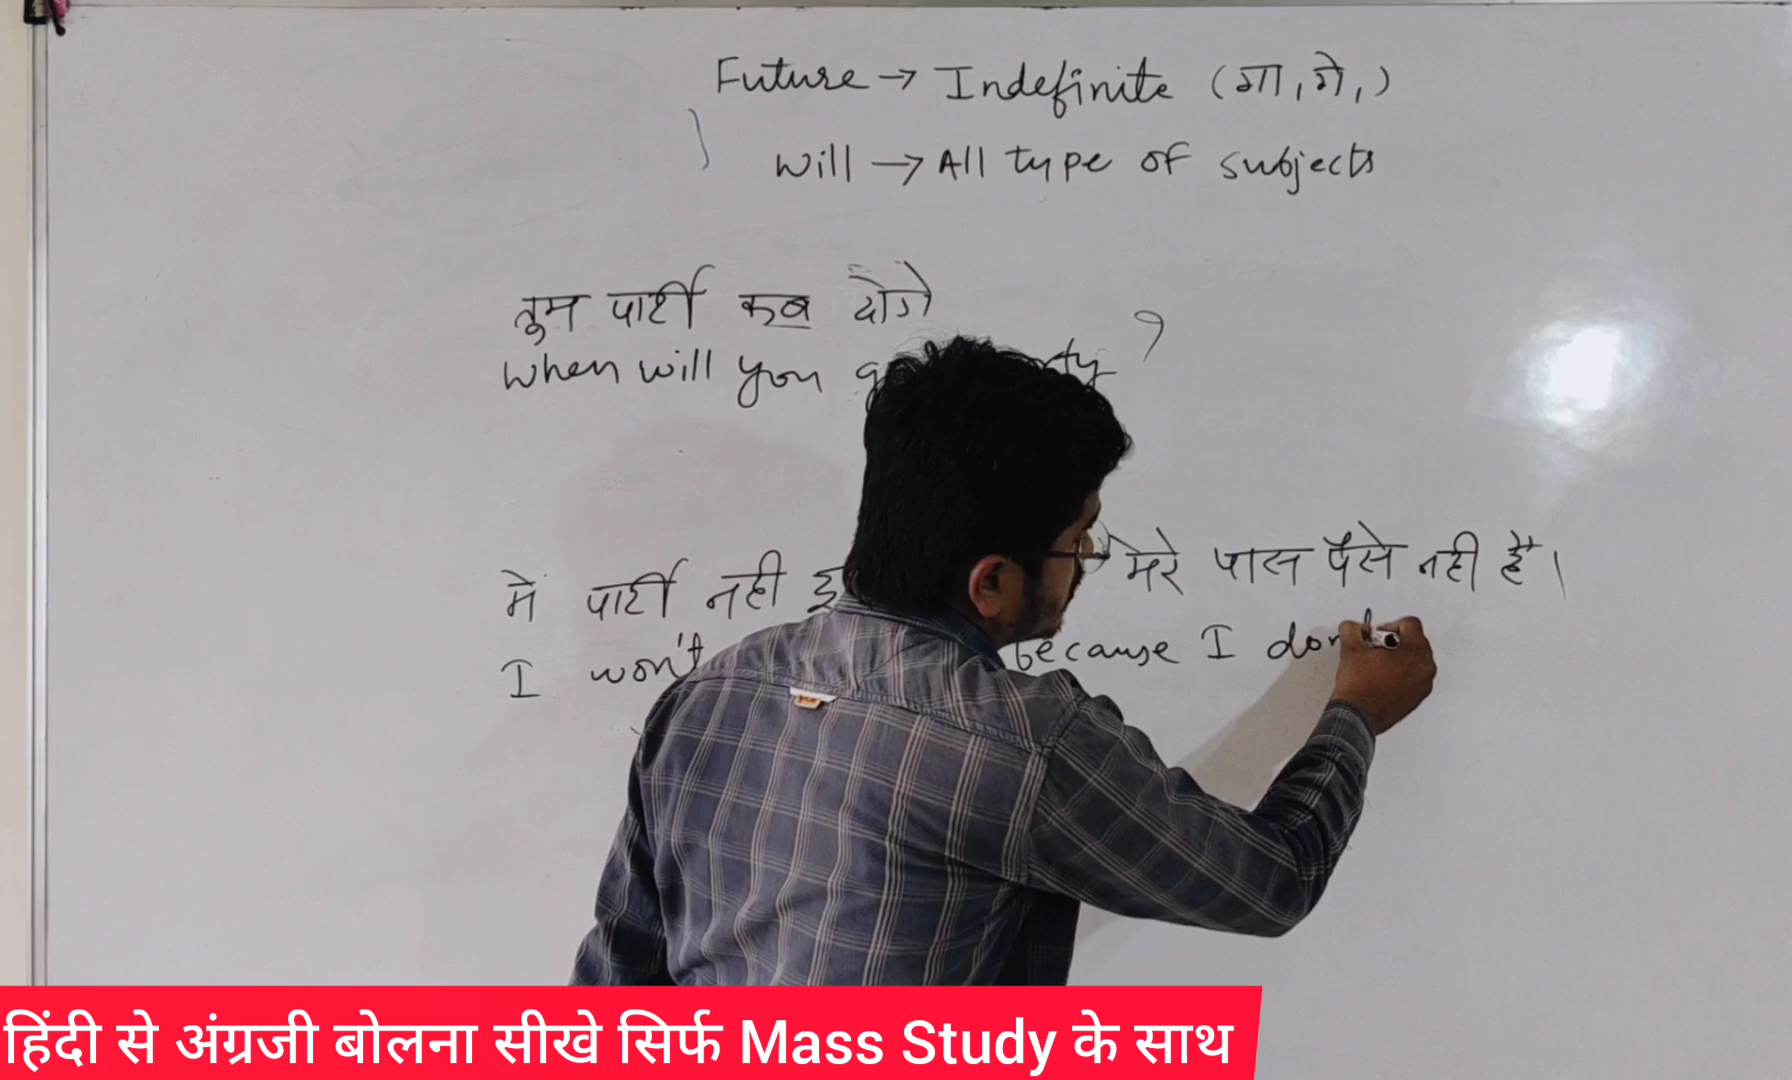 Future → Indefinite (गा, गे, )
will → All type of subjects
तुम पार्टी कब दोगे
when will you ?
मे पार्टी नही मेरे पास पैसे नही है।
I won't because I don't
हिंदी से अंग्रजी बोलना सीखे सिर्फ Mass Study के साथ